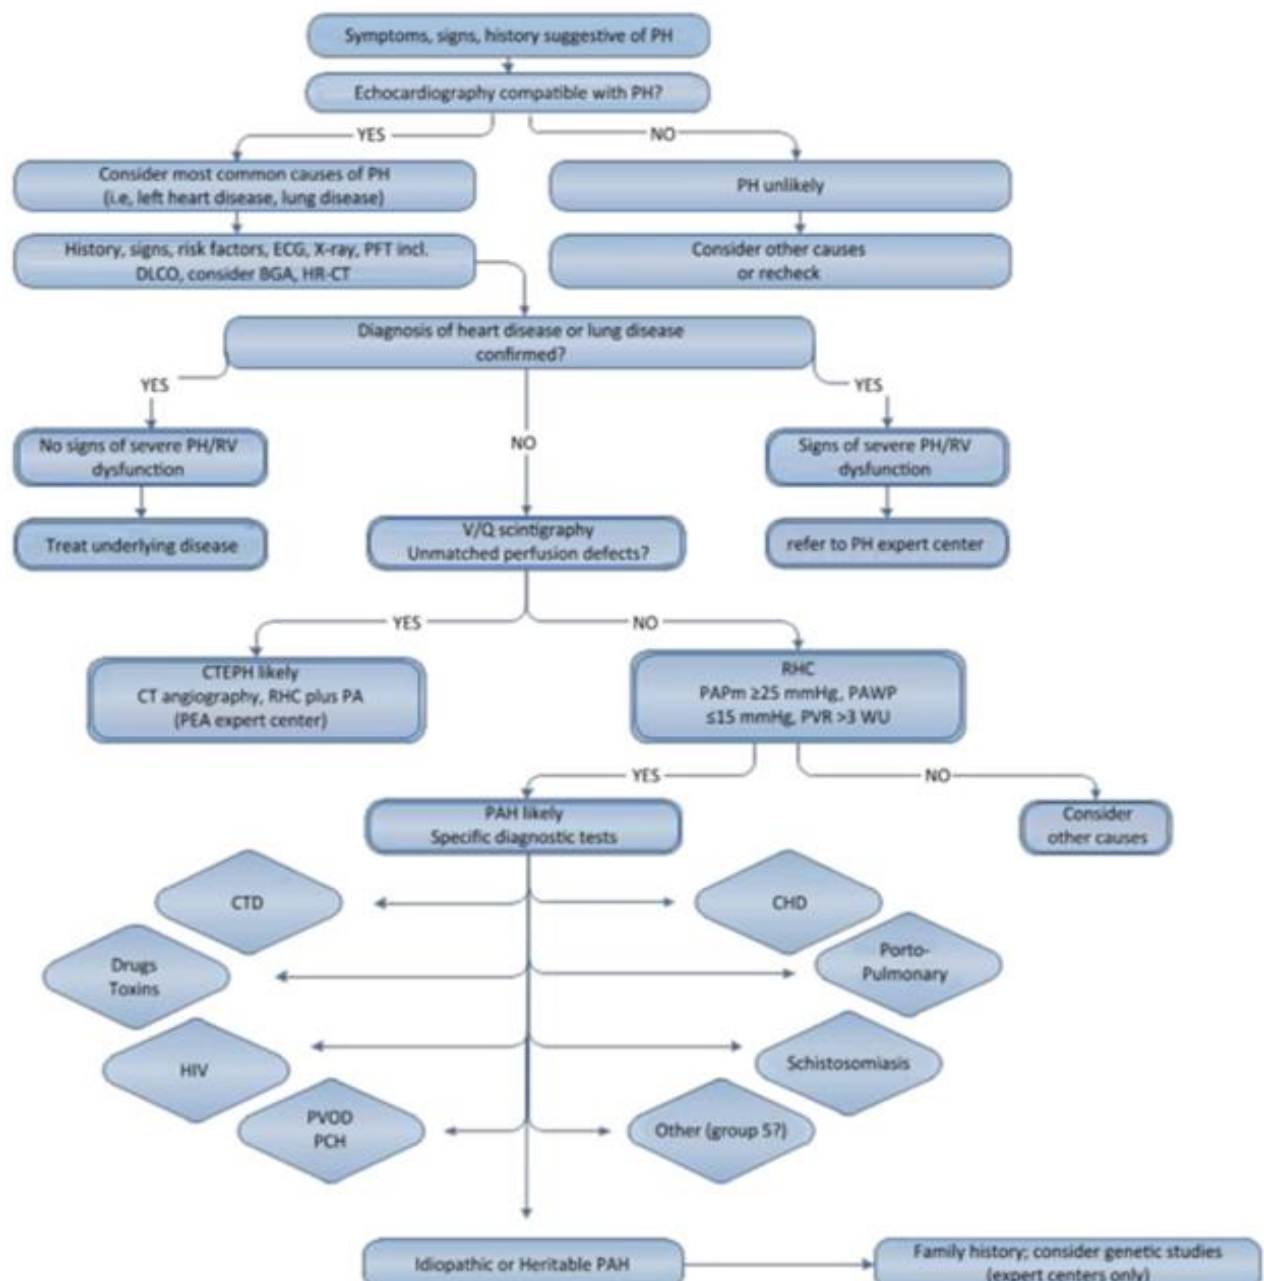 Symptoms, signs, history suggestive of PH
Echocardiography compatible with PH?
YES
NO
Consider most common causes of PH
(i.e, left heart disease, lung disease)
PH unlikely
History, signs, risk factors, ECG, X-ray, PFT incl.
DLCO, consider BGA, HR-CT
Consider other causes
or recheck
Diagnosis of heart disease or lung disease
confirmed?
YES
NO
YES
No signs of severe PH/RV
dysfunction
Signs of severe PH/RV
dysfunction
Treat underlying disease
V/Q scintigraphy
Unmatched perfusion defects?
refer to PH expert center
YES
NO
CTEPH likely
CT angiography, RHC plus PA
(PEA expert center)
RHC
PAPm ≥25 mmHg, PAWP
≤15 mmHg, PVR >3 WU
YES
NO
PAH likely
Specific diagnostic tests
Consider
other causes
CTD
CHD
Drugs
Toxins
Porto-
Pulmonary
HIV
Schistosomiasis
PVOD
PCH
Other (group 5?)
Idiopathic or Heritable PAH
Family history; consider genetic studies
(expert centers only)